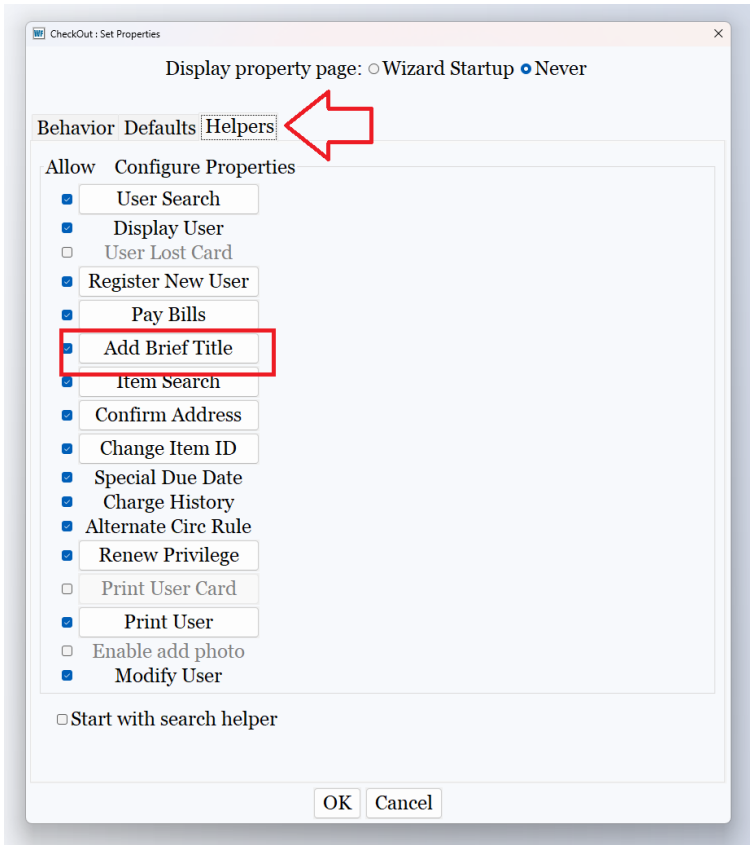 WF CheckOut : Set Properties
Display property page: Wizard Startup Never
Behavior Defaults Helpers
Allow Configure Properties
User Search
Display User
User Lost Card
Register New User
Pay Bills
Add Brief Title
Item Search
Confirm Address
Change Item ID
Special Due Date
Charge History
Alternate Circ Rule
Renew Privilege
Print User Card
Print User
Enable add photo
Modify User
Start with search helper
OK Cancel